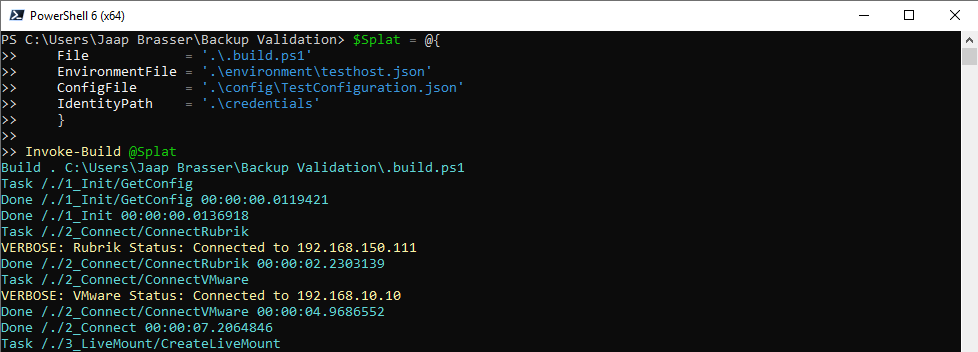 PowerShell 6 (x64)
PS C:\Users\Jaap Brasser\Backup Validation> $Splat = @{
>>     File            = '.\.build.ps1'
>>     EnvironmentFile = '.\environment\testhost.json'
>>     ConfigFile      = '.\config\TestConfiguration.json'
>>     IdentityPath    = '.\credentials'
>>     }
>>
>> Invoke-Build @Splat
Build . C:\Users\Jaap Brasser\Backup Validation\.build.ps1
Task /./1_Init/GetConfig
Done /./1_Init/GetConfig 00:00:00.0119421
Done /./1_Init 00:00:00.0136918
Task /./2_Connect/ConnectRubrik
VERBOSE: Rubrik Status: Connected to 192.168.150.111
Done /./2_Connect/ConnectRubrik 00:00:02.2303139
Task /./2_Connect/ConnectVMware
VERBOSE: VMware Status: Connected to 192.168.10.10
Done /./2_Connect/ConnectVMware 00:00:04.9686552
Done /./2_Connect 00:00:07.2064846
Task /./3_LiveMount/CreateLiveMount